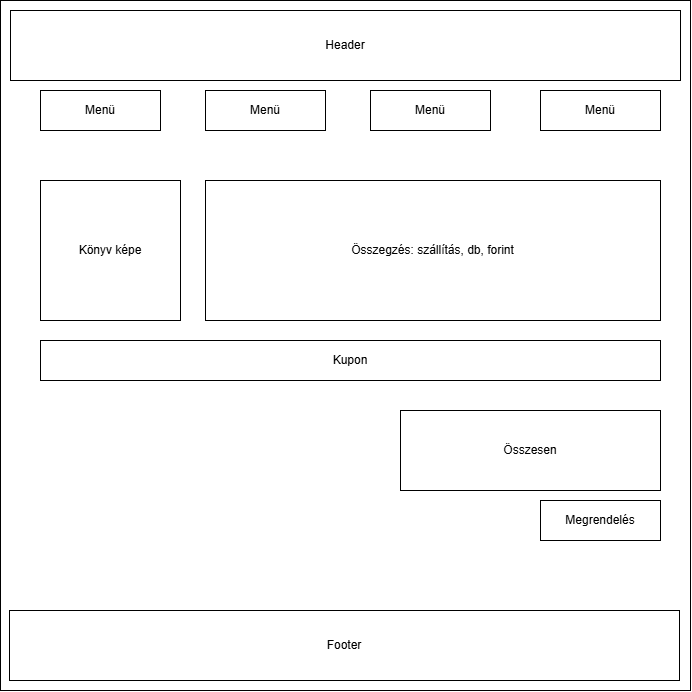 Header
Menü
Menü
Menü
Menü
Könyv képe
Összegzés: szállítás, db, forint
Kupon
Összesen
Megrendelés
Footer